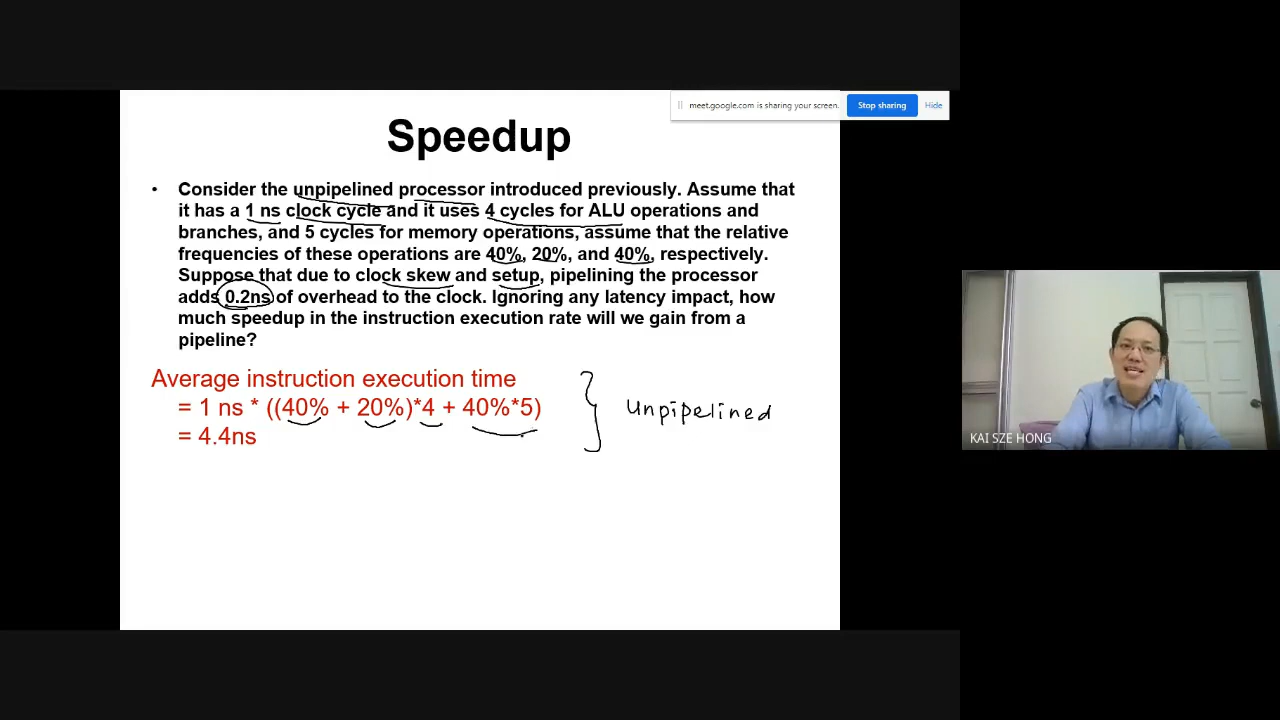 meet.google.com is sharing your screen.
Stop sharing
Hide
Speedup
• Consider the unpipelined processor introduced previously. Assume that
it has a 1 ns clock cycle and it uses 4 cycles for ALU operations and
branches, and 5 cycles for memory operations, assume that the relative
frequencies of these operations are 40%, 20%, and 40%, respectively.
Suppose that due to clock skew and setup, pipelining the processor
adds 0.2ns of overhead to the clock. Ignoring any latency impact, how
much speedup in the instruction execution rate will we gain from a
pipeline?
Average instruction execution time
= 1 ns * ((40% + 20%)*4 + 40%*5)
= 4.4ns
Unpipelined
KAI SZE HONG